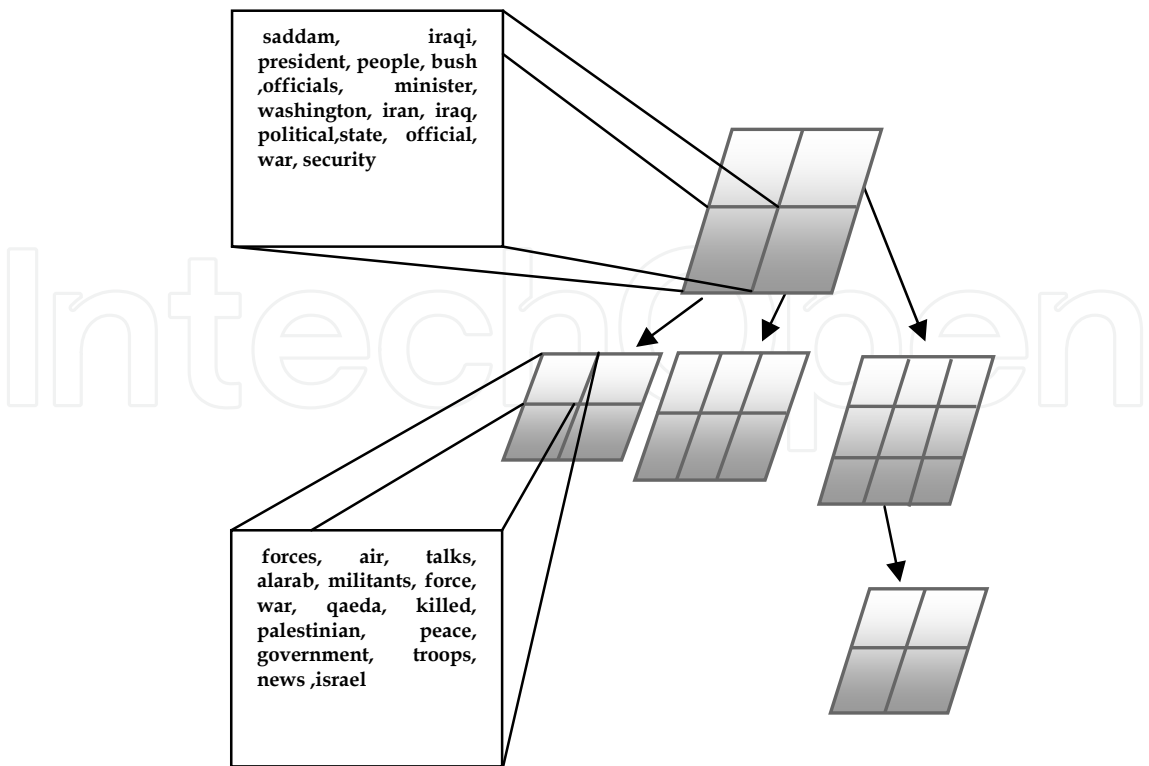 saddam, iraqi,
president, people, bush
,officials, minister,
washington, iran, iraq,
political,state, official,
war, security
IntechOpen
forces, air, talks,
alarab, militants, force,
war, qaeda, killed,
palestinian, peace,
government, troops,
news ,israel